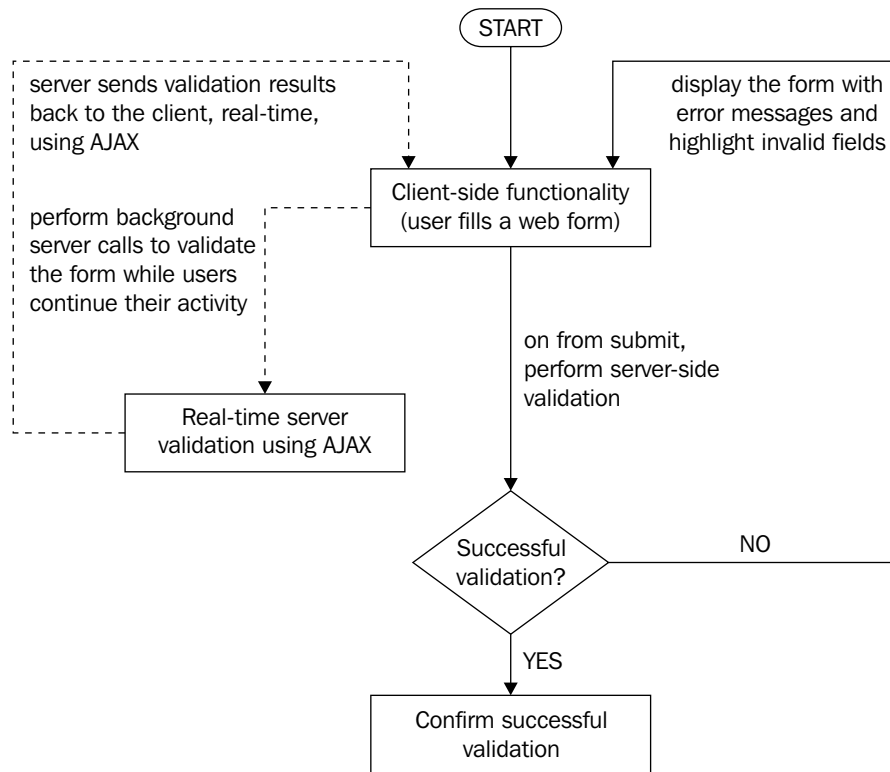 START
server sends validation results
back to the client, real-time,
using AJAX
display the form with
error messages and
highlight invalid fields
Client-side functionality
(user fills a web form)
perform background
server calls to validate
the form while users
continue their activity
on from submit,
perform server-side
validation
Real-time server
validation using AJAX
Successful
validation?
NO
YES
Confirm successful
validation